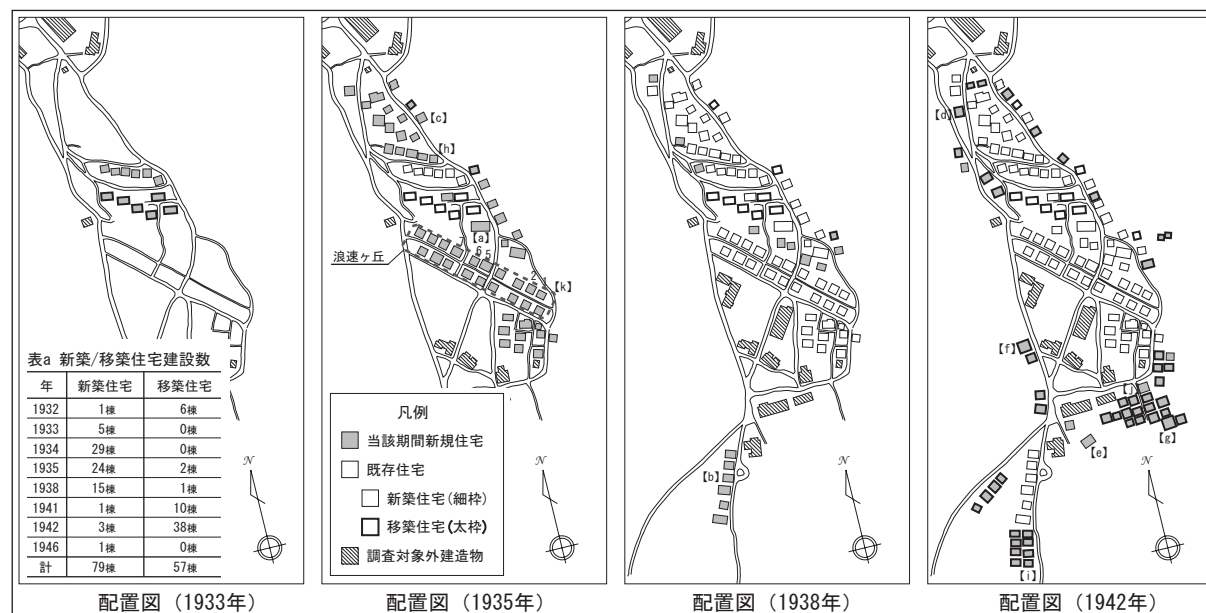 浪速ヶ丘
表a 新築/移築住宅建設数
年 新築住宅 移築住宅
1932 1棟 6棟
1933 5棟 0棟
1934 29棟 0棟
1935 24棟 2棟
1938 15棟 1棟
1941 1棟 10棟
1942 3棟 38棟
1946 1棟 0棟
計 79棟 57棟
N
配置図（1933年）
【c】
【h】
【a】
7
6
5
2
1
【k】
凡例
当該期間新規住宅
既存住宅
新築住宅(細枠)
移築住宅(太枠)
調査対象外建造物
N
配置図（1935年）
【b】
N
配置図（1938年）
【d】
【f】
【j】
【g】
【e】
【i】
N
配置図（1942年）